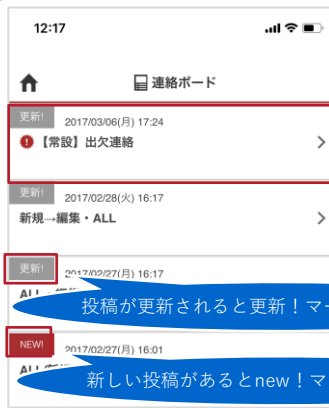 12:17
連絡ボード
更新!
2017/03/06(月) 17:24
【常設】出欠連絡
更新!
2017/02/28(火) 16:17
新規→編集・ALL
更新!
2017/02/27(月) 16:17
ALL
投稿が更新されると更新！マー
NEW!
2017/02/27(月) 16:01
ALL
新しい投稿があるとnew！マ